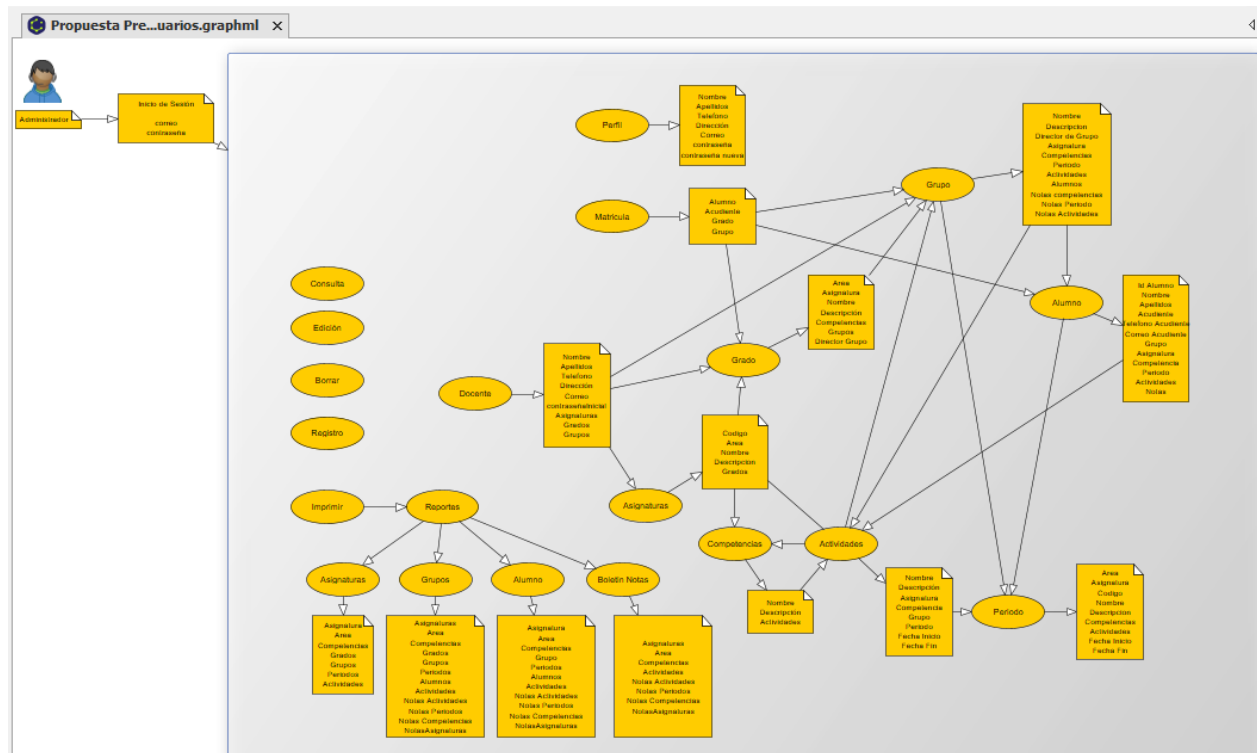 Propuesta Pre...uarios.graphml
Administrador
Inicio de Sesión
correo
contraseña
Perfil
Nombre
Apellidos
Telefono
Dirección
Correo
contraseña
contraseña nueva
Matricula
Alumno
Acudiente
Grado
Grupo
Grupo
Nombre
Descripcion
Director de Grupo
Asignatura
Competencias
Periodo
Actividades
Alumnos
Notas competencias
Notas Periodo
Notas Actividades
Consulta
Edición
Borrar
Registro
Area
Asignatura
Nombre
Descripción
Competencias
Grupos
Director Grupo
Alumno
Id Alumno
Nombre
Apellidos
Acudiente
Telefono Acudiente
Correo Acudiente
Grupo
Asignatura
Competencia
Periodo
Actividades
Notas
Grado
Docente
Nombre
Apellidos
Telefono
Dirección
Correo
contraseñaInicial
Asignaturas
Grados
Grupos
Codigo
Area
Nombre
Descripcion
Grados
Asignaturas
Imprimir
Reportes
Competencias
Actividades
Nombre
Descripción
Actividades
Nombre
Descripción
Asignatura
Competencia
Grupo
Periodo
Fecha Inicio
Fecha Fin
Periodo
Area
Asignatura
Codigo
Nombre
Descripcion
Competencias
Actividades
Fecha Inicio
Fecha Fin
Asignaturas
Grupos
Alumno
Boletin Notas
Asignatura
Area
Competencias
Grados
Grupos
Periodos
Actividades
Asignaturas
Area
Competencias
Grados
Grupos
Periodos
Alumnos
Actividades
Notas Actividades
Notas Periodos
Notas Competencias
NotasAsignaturas
Asignatura
Area
Competencias
Grupo
Periodos
Alumnos
Actividades
Notas Actividades
Notas Periodos
Notas Competencias
NotasAsignaturas
Asignaturas
Area
Competencias
Actividades
Notas Actividades
Notas Periodos
Notas Competencias
NotasAsignaturas